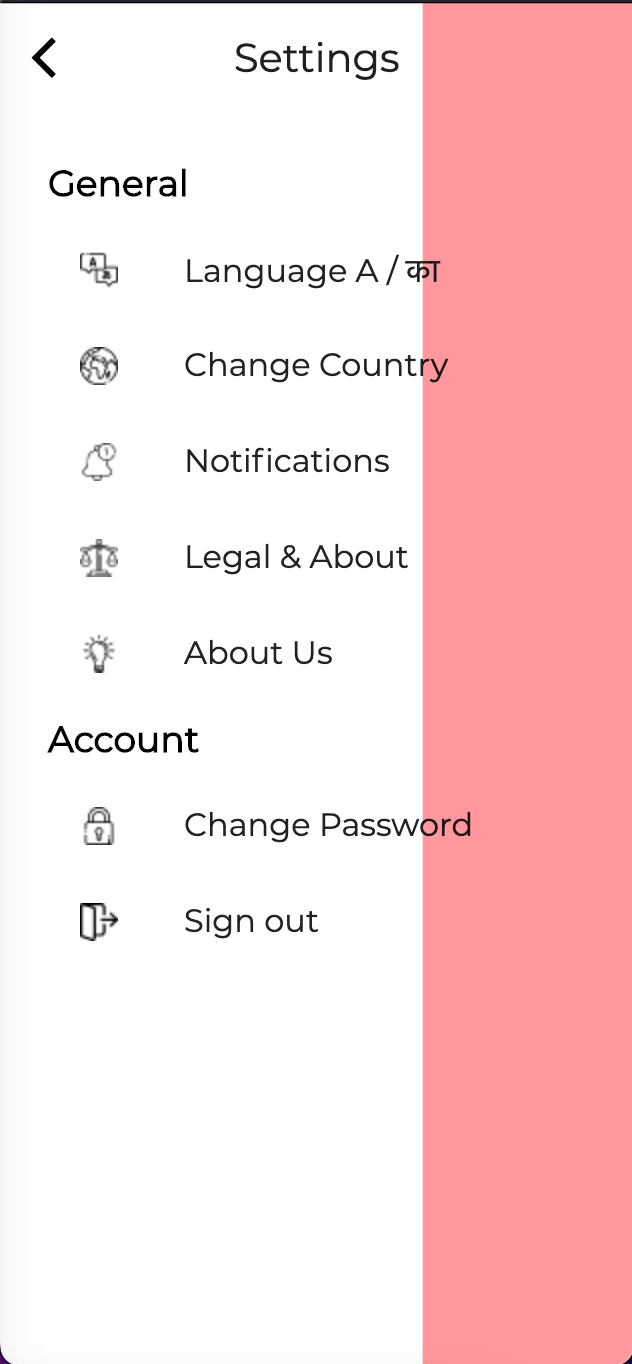 Settings
General
Language A / का
Change Country
Notifications
Legal & About
About Us
Account
Change Password
Sign out